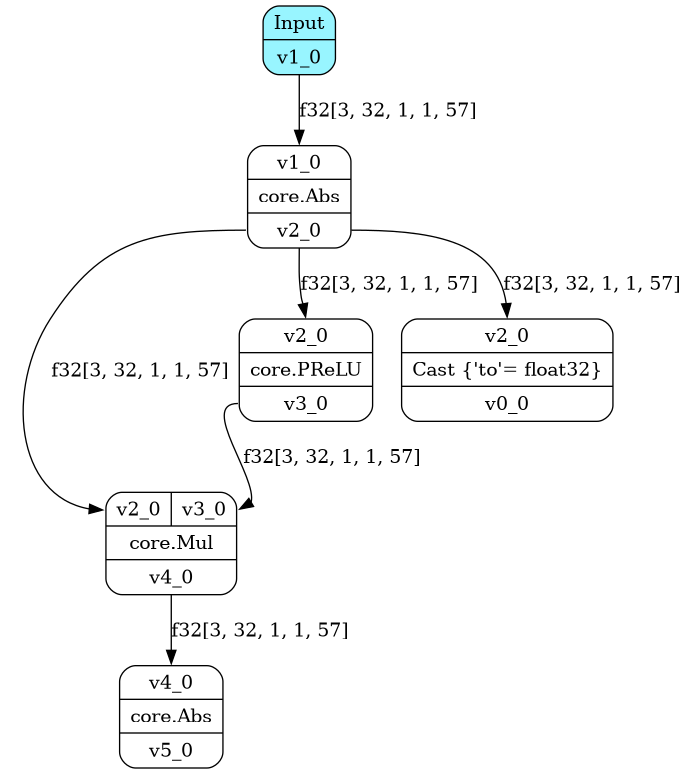 Input
v1_0
f32[3, 32, 1, 1, 57]
v1_0
core.Abs
v2_0
f32[3, 32, 1, 1, 57]
f32[3, 32, 1, 1, 57]
v2_0
core.PReLU
v3_0
v2_0
Cast {'to'= float32}
v0_0
f32[3, 32, 1, 1, 57]
f32[3, 32, 1, 1, 57]
v2_0 v3_0
core.Mul
v4_0
f32[3, 32, 1, 1, 57]
v4_0
core.Abs
v5_0